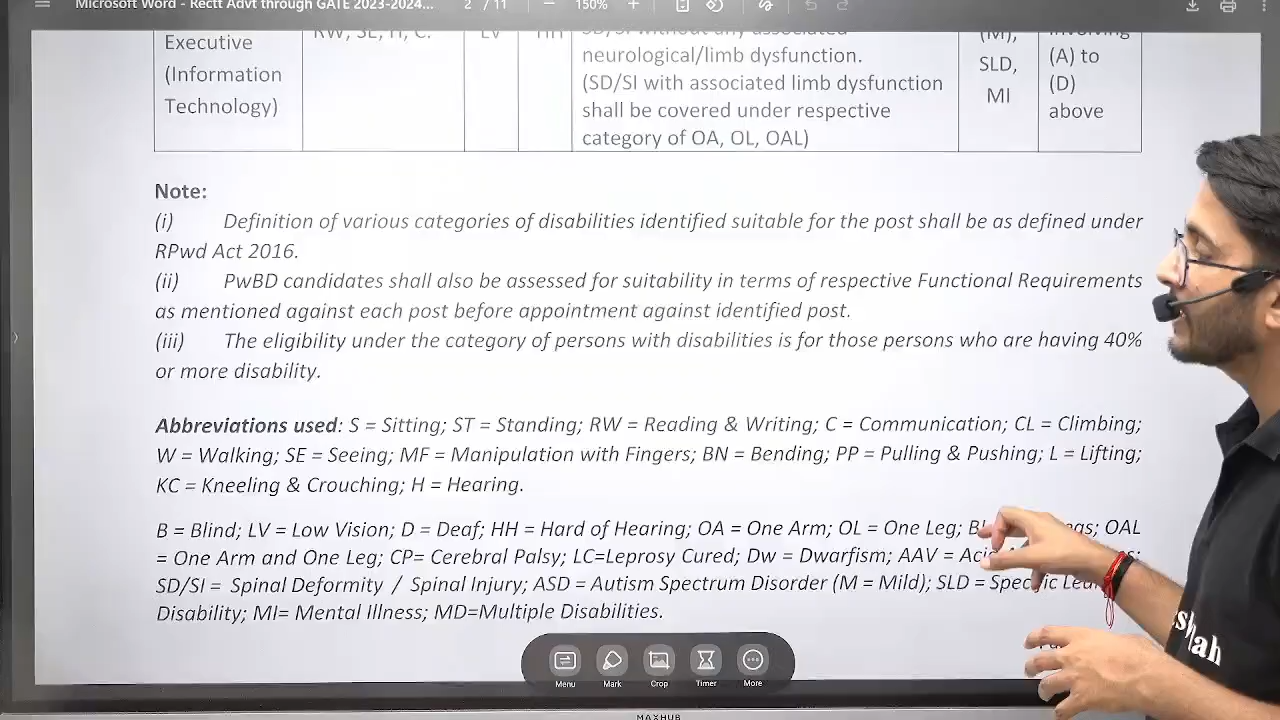 Microsoft Word - Rectt Advt through GATE 2023-2024... 2 / 11 150%
Executive
(Information
Technology)
RW, SE, H, C. LV HH
SD/SI without any associated
neurological/limb dysfunction.
(SD/SI with associated limb dysfunction
shall be covered under respective
category of OA, OL, OAL)
(M),
SLD,
MI
involving
(A) to
(D)
above
Note:
(i) Definition of various categories of disabilities identified suitable for the post shall be as defined under
RPwd Act 2016.
(ii) PwBD candidates shall also be assessed for suitability in terms of respective Functional Requirements
as mentioned against each post before appointment against identified post.
(iii) The eligibility under the category of persons with disabilities is for those persons who are having 40%
or more disability.
Abbreviations used: S = Sitting; ST = Standing; RW = Reading & Writing; C = Communication; CL = Climbing;
W = Walking; SE = Seeing; MF = Manipulation with Fingers; BN = Bending; PP = Pulling & Pushing; L = Lifting;
KC = Kneeling & Crouching; H = Hearing.
B = Blind; LV = Low Vision; D = Deaf; HH = Hard of Hearing; OA = One Arm; OL = One Leg; OAL
= One Arm and One Leg; CP= Cerebral Palsy; LC=Leprosy Cured; Dw = Dwarfism; AAV =
SD/SI = Spinal Deformity / Spinal Injury; ASD = Autism Spectrum Disorder (M = Mild); SLD = Specific
Disability; MI= Mental Illness; MD=Multiple Disabilities.
Menu Mark Crop Timer More
MAXHUB